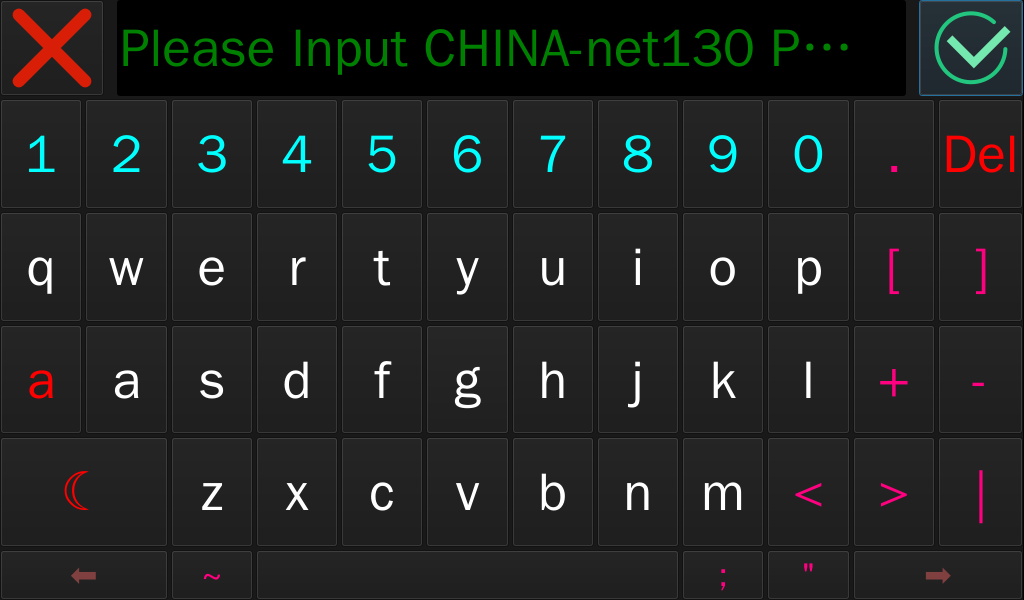 Please Input CHINA-net130 P···
1 2 3 4 5 6 7 8 9 0 . Del
q w e r t y u i o p [ ]
a a s d f g h j k l + -
☾ z x c v b n m < > |
⬅ ~ ; " ➡